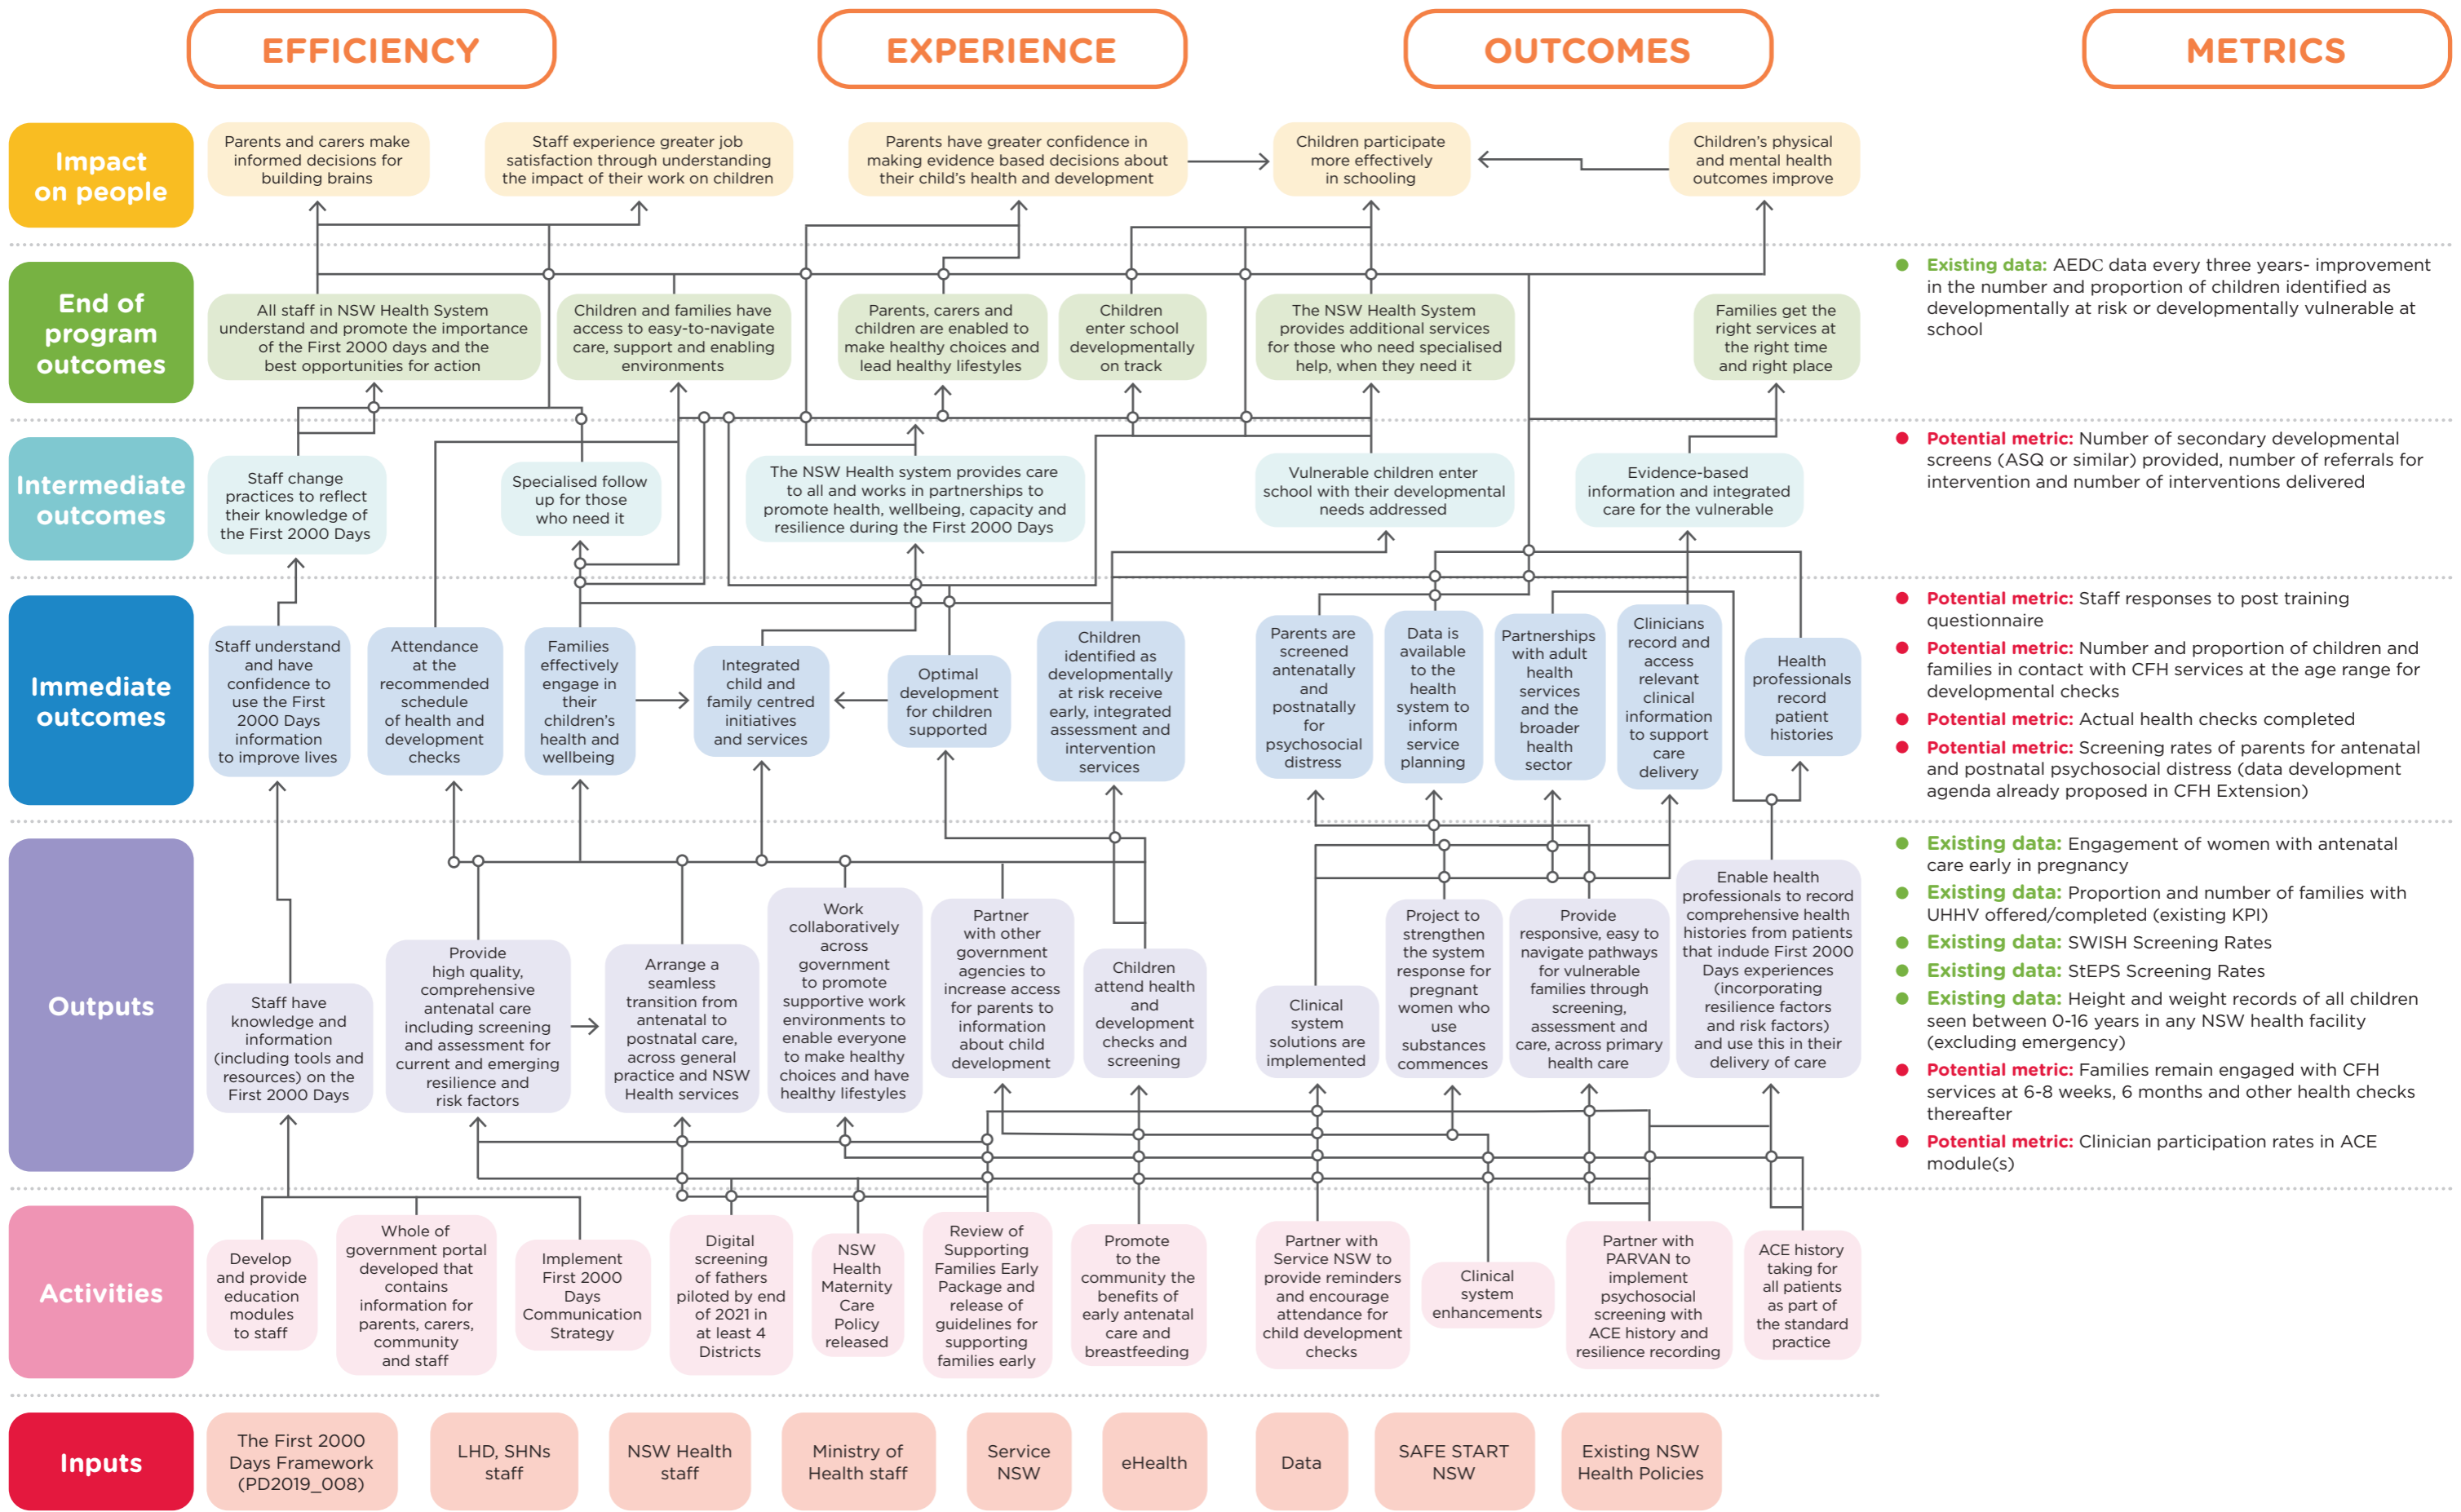 EFFICIENCY
EXPERIENCE
OUTCOMES
METRICS
Impact
on people
Parents and carers make
informed decisions for
building brains
Staff experience greater job
satisfaction through understanding
the impact of their work on children
Parents have greater confidence in
making evidence based decisions about
their child's health and development
Children participate
more effectively
in schooling
Children's physical
and mental health
outcomes improve
End of
program
outcomes
All staff in NSW Health System
understand and promote the importance
of the First 2000 days and the
best opportunities for action
Children and families have
access to easy-to-navigate
care, support and enabling
environments
Parents, carers and
children are enabled to
make healthy choices and
lead healthy lifestyles
Children
enter school
developmentally
on track
The NSW Health System
provides additional services
for those who need specialised
help, when they need it
Families get the
right services at
the right time
and right place
Existing data: AEDC data every three years- improvement
in the number and proportion of children identified as
developmentally at risk or developmentally vulnerable at
school
Intermediate
outcomes
Staff change
practices to reflect
their knowledge of
the First 2000 Days
Specialised follow
up for those
who need it
The NSW Health system provides care
to all and works in partnerships to
promote health, wellbeing, capacity and
resilience during the First 2000 Days
Vulnerable children enter
school with their developmental
needs addressed
Evidence-based
information and integrated
care for the vulnerable
Potential metric: Number of secondary developmental
screens (ASQ or similar) provided, number of referrals for
intervention and number of interventions delivered
Immediate
outcomes
Staff understand
and have
confidence to
use the First
2000 Days
information
to improve lives
Attendance
at the
recommended
schedule
of health and
development
checks
Families
effectively
engage in
their
children's
health and
wellbeing
Integrated
child and
family centred
initiatives
and services
Optimal
development
for children
supported
Children
identified as
developmentally
at risk receive
early, integrated
assessment and
intervention
services
Parents are
screened
antenatally
and
postnatally
for
psychosocial
distress
Data is
available
to the
health
system to
inform
service
planning
Partnerships
with adult
health
services
and the
broader
health
sector
Clinicians
record and
access
relevant
clinical
information
to support
care
delivery
Health
professionals
record
patient
histories
Potential metric: Staff responses to post training
questionnaire
Potential metric: Number and proportion of children and
families in contact with CFH services at the age range for
developmental checks
Potential metric: Actual health checks completed
Potential metric: Screening rates of parents for antenatal
and postnatal psychosocial distress (data development
agenda already proposed in CFH Extension)
Outputs
Staff have
knowledge and
information
(including tools and
resources) on the
First 2000 Days
Provide
high quality,
comprehensive
antenatal care
including screening
and assessment for
current and emerging
resilience and
risk factors
Arrange a
seamless
transition from
antenatal to
postnatal care,
across general
practice and NSW
Health services
Work
collaboratively
across
government
to promote
supportive work
environments to
enable everyone
to make healthy
choices and have
healthy lifestyles
Partner
with other
government
agencies to
increase access
for parents to
information
about child
development
Children
attend health
and
development
checks and
screening
Clinical
system
solutions are
implemented
Project to
strengthen
the system
response for
pregnant
women who
use
substances
commences
Provide
responsive, easy to
navigate pathways
for vulnerable
families through
screening,
assessment and
care, across primary
health care
Enable health
professionals to record
comprehensive health
histories from patients
that indude First 2000
Days experiences
(incorporating
resilience factors
and risk factors)
and use this in their
delivery of care
Existing data: Engagement of women with antenatal
care early in pregnancy
Existing data: Proportion and number of families with
UHHV offered/completed (existing KPI)
Existing data: SWISH Screening Rates
Existing data: StEPS Screening Rates
Existing data: Height and weight records of all children
seen between 0-16 years in any NSW health facility
(excluding emergency)
Potential metric: Families remain engaged with CFH
services at 6-8 weeks, 6 months and other health checks
thereafter
Potential metric: Clinician participation rates in ACE
module(s)
Activities
Develop
and provide
education
modules
to staff
Whole of
government portal
developed that
contains
information for
parents, carers,
community
and staff
Implement
First 2000
Days
Communication
Strategy
Digital
screening
of fathers
piloted by end
of 2021 in
at least 4
Districts
NSW
Health
Maternity
Care
Policy
released
Review of
Supporting
Families Early
Package and
release of
guidelines for
supporting
families early
Promote
to the
community the
benefits of
early antenatal
care and
breastfeeding
Partner with
Service NSW to
provide reminders
and encourage
attendance for
child development
checks
Clinical
system
enhancements
Partner with
PARVAN to
implement
psychosocial
screening with
ACE history and
resilience recording
ACE history
taking for
all patients
as part of
the standard
practice
Inputs
The First 2000
Days Framework
(PD2019_008)
LHD, SHNs
staff
NSW Health
staff
Ministry of
Health staff
Service
NSW
eHealth
Data
SAFE START
NSW
Existing NSW
Health Policies